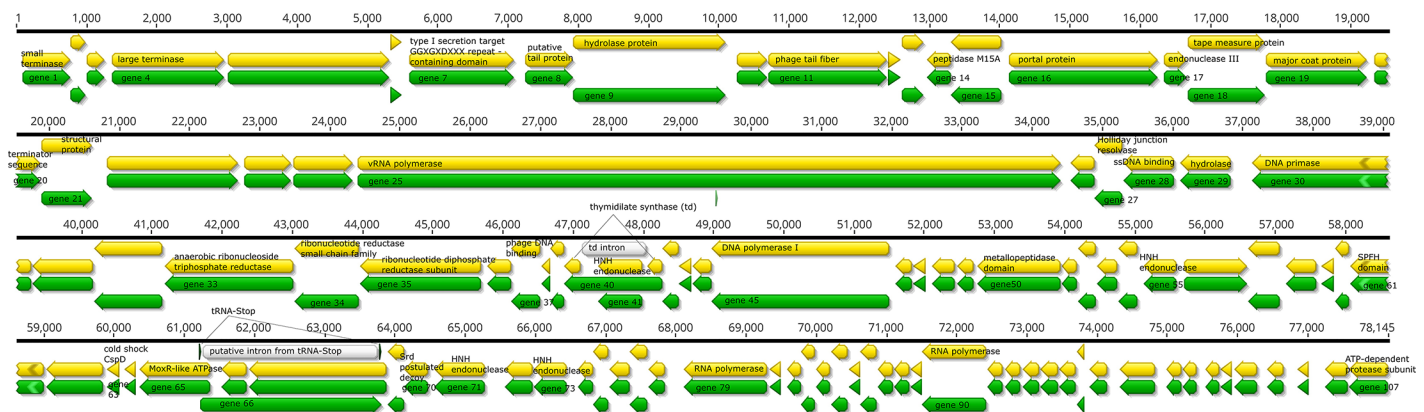 1 1,000 2,000 3,000 4,000 5,000 6,000 7,000 8,000 9,000 10,000 11,000 12,000 13,000 14,000 15,000 16,000 17,000 18,000 19,000
small terminase
large terminase
type I secretion target GGXGXDXXX repeat - containing domain
putative tail protein
hydrolase protein
phage tail fiber
peptidase M15A
portal protein
endonuclease III
tape measure protein
major coat protein
gene 1
gene 4
gene 7
gene 8
gene 9
gene 11
gene 14
gene 15
gene 16
gene 17
gene 18
gene 19
20,000 21,000 22,000 23,000 24,000 25,000 26,000 27,000 28,000 29,000 30,000 31,000 32,000 33,000 34,000 35,000 36,000 37,000 38,000 39,000
terminator sequence
structural protein
vRNA polymerase
Holliday junction resolvase
ssDNA binding
hydrolase
DNA primase
gene 20
gene 21
gene 25
gene 27
gene 28
gene 29
gene 30
thymidilate synthase (td)
40,000 41,000 42,000 43,000 44,000 45,000 46,000 47,000 48,000 49,000 50,000 51,000 52,000 53,000 54,000 55,000 56,000 57,000 58,000
anaerobic ribonucleoside triphosphate reductase
ribonucleotide reductase small chain family
ribonucleotide diphosphate reductase subunit
phage DNA binding
td intron
HNH endonuclease
DNA polymerase I
metallopeptidase domain
HNH endonuclease
SPFH domain
gene 33
gene 34
gene 35
gene 37
gene 40
gene 41
gene 45
gene50
gene 55
gene 61
tRNA-Stop
59,000 60,000 61,000 62,000 63,000 64,000 65,000 66,000 67,000 68,000 69,000 70,000 71,000 72,000 73,000 74,000 75,000 76,000 77,000 78,145
cold shock CspD
MoxR-like ATPase
putative intron from tRNA-Stop
Srd postulated decoy
HNH endonuclease
HNH endonuclease
RNA polymerase
RNA polymerase
ATP-dependent protease subunit
gene 63
gene 65
gene 66
gene 70
gene 71
gene 73
gene 79
gene 90
gene 107